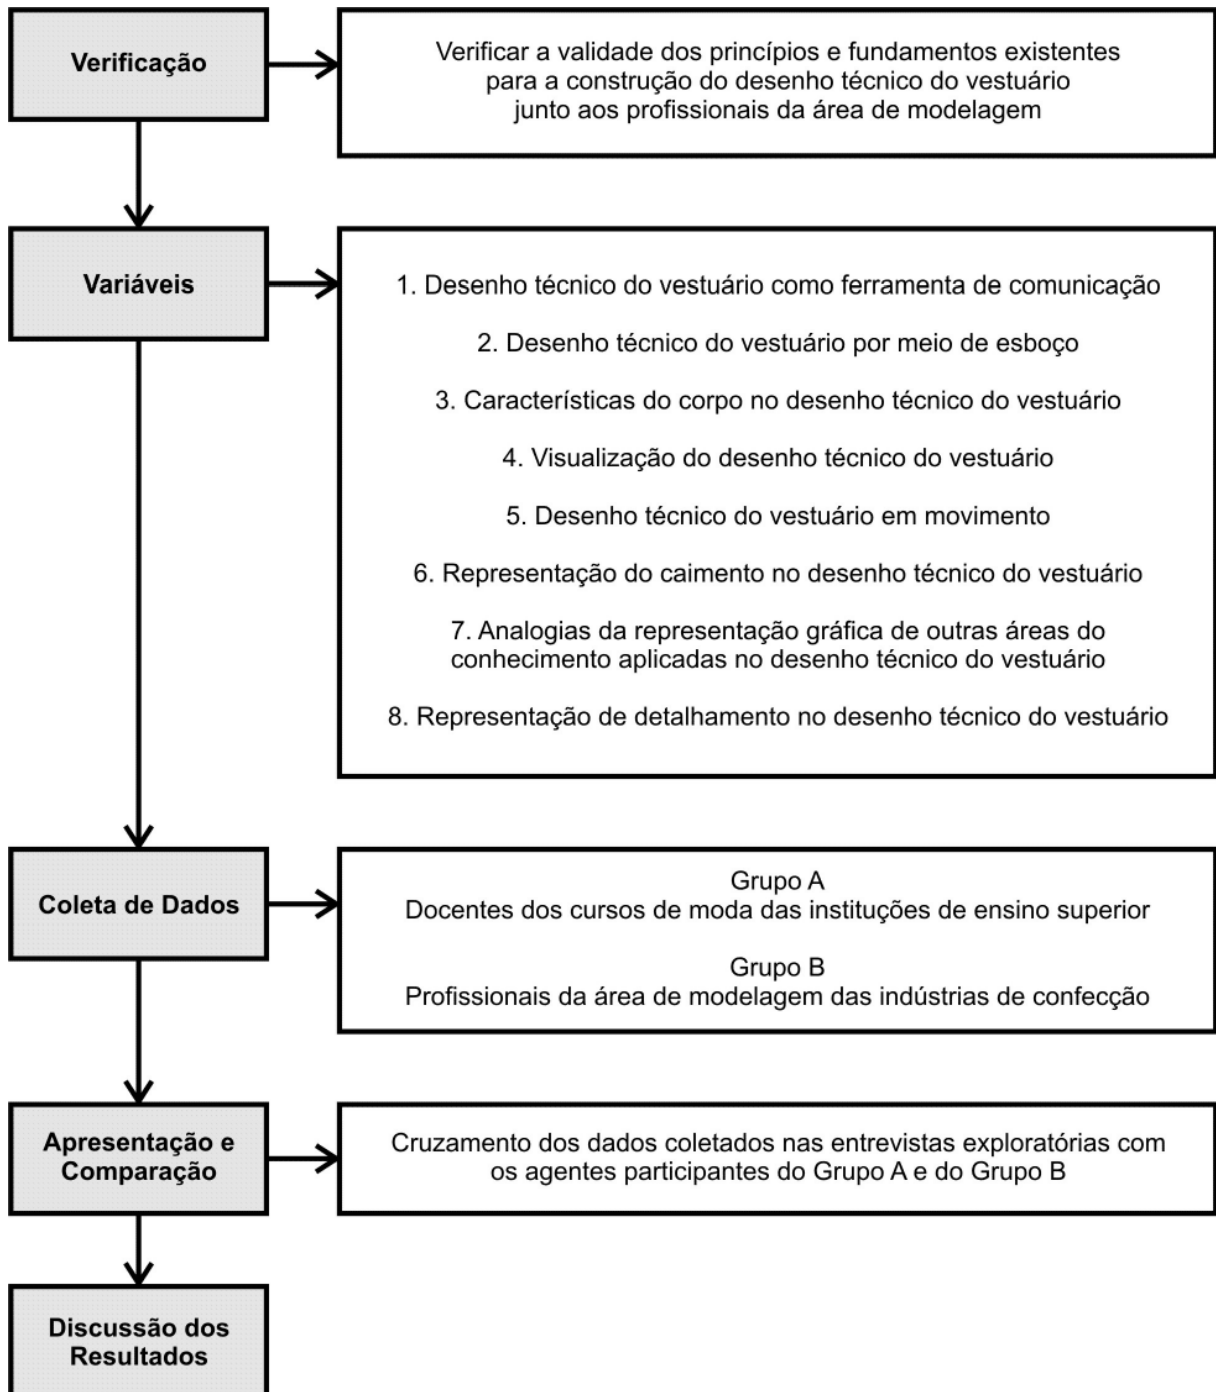 Verificação
Verificar a validade dos princípios e fundamentos existentes
para a construção do desenho técnico do vestuário
junto aos profissionais da área de modelagem
Variáveis
1. Desenho técnico do vestuário como ferramenta de comunicação
2. Desenho técnico do vestuário por meio de esboço
3. Características do corpo no desenho técnico do vestuário
4. Visualização do desenho técnico do vestuário
5. Desenho técnico do vestuário em movimento
6. Representação do caimento no desenho técnico do vestuário
7. Analogias da representação gráfica de outras áreas do
conhecimento aplicadas no desenho técnico do vestuário
8. Representação de detalhamento no desenho técnico do vestuário
Coleta de Dados
Grupo A
Docentes dos cursos de moda das instituções de ensino superior
Grupo B
Profissionais da área de modelagem das indústrias de confecção
Apresentação e
Comparação
Cruzamento dos dados coletados nas entrevistas exploratórias com
os agentes participantes do Grupo A e do Grupo B
Discussão dos
Resultados